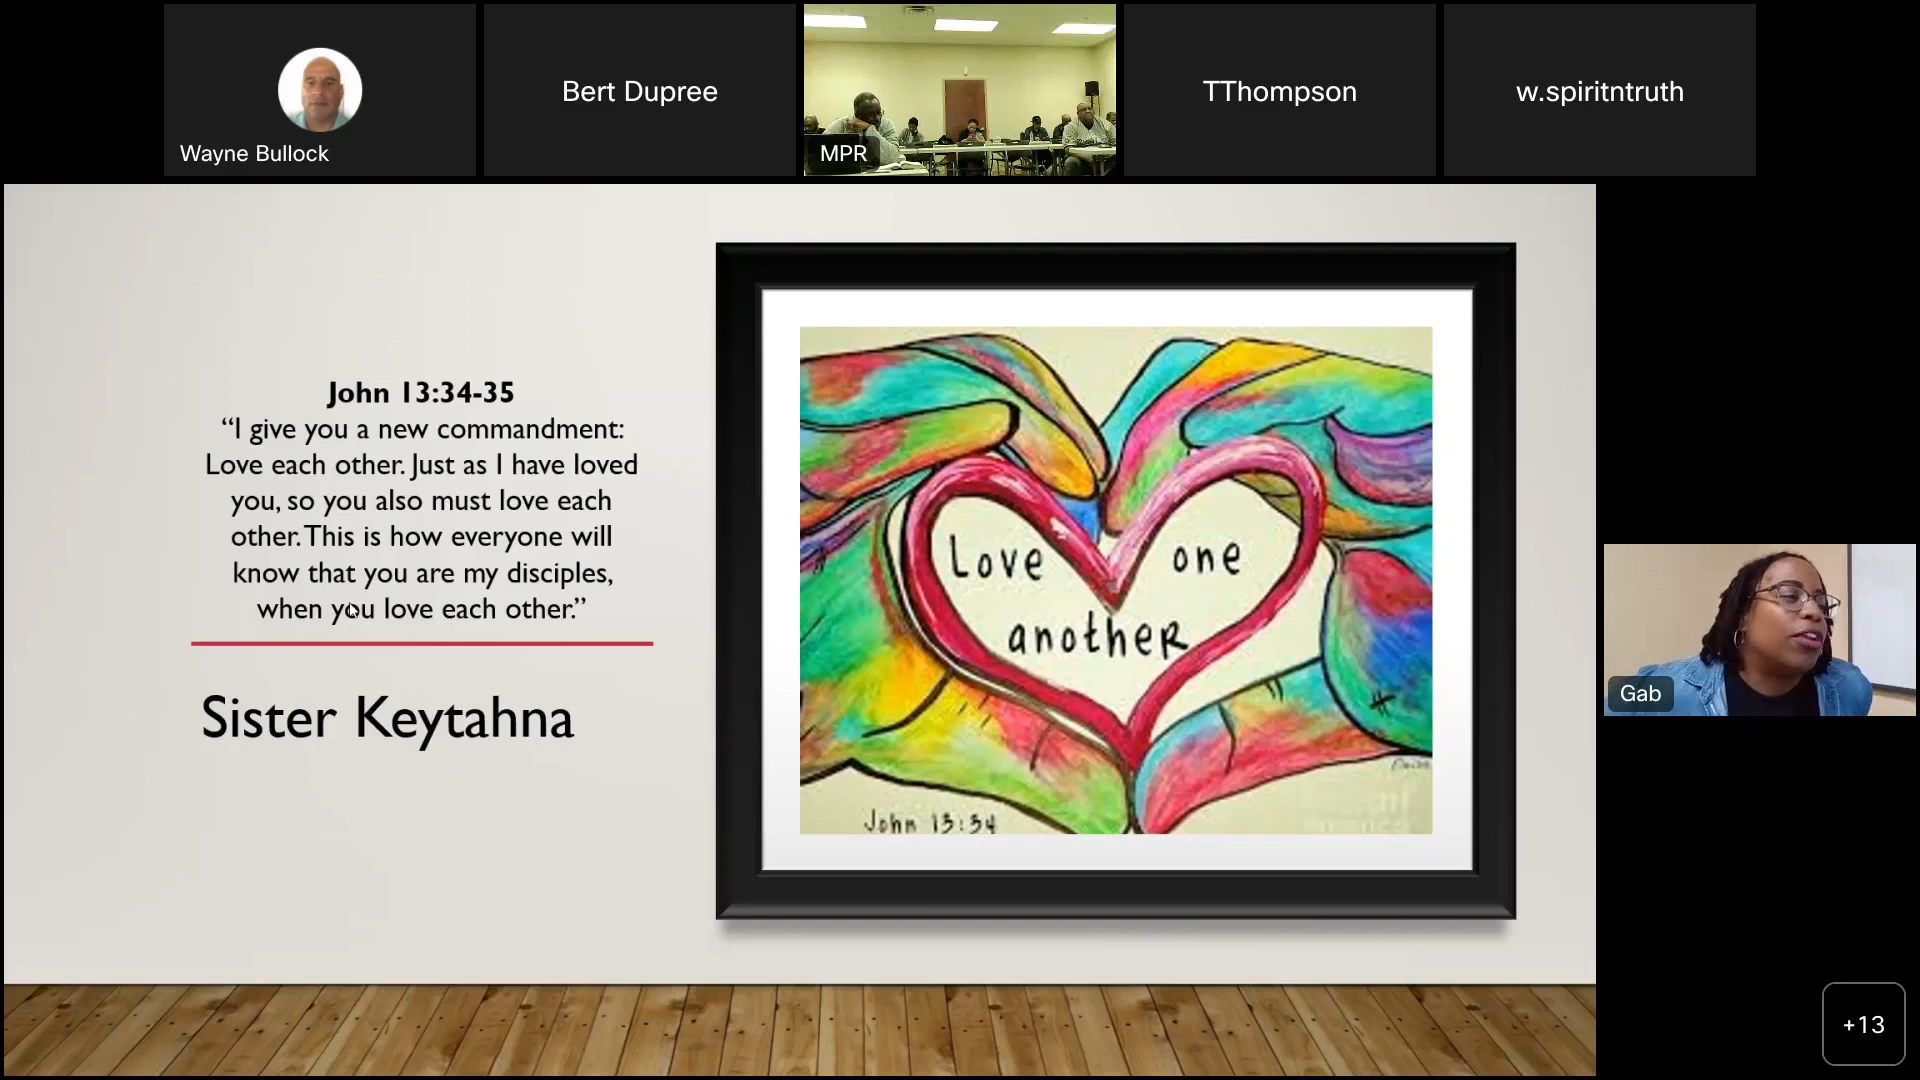 Wayne Bullock
Bert Dupree
MPR
TThompson
w.spiritntruth
John 13:34-35
“I give you a new commandment:
Love each other. Just as I have loved
you, so you also must love each
other. This is how everyone will
know that you are my disciples,
when you love each other.”
Sister Keytahna
Love one
another
John 13:34
Gab
+13